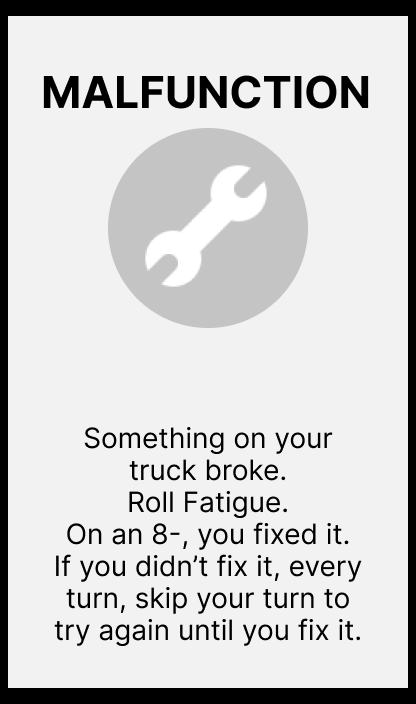 MALFUNCTION
Something on your
truck broke.
Roll Fatigue.
On an 8-, you fixed it.
If you didn’t fix it, every
turn, skip your turn to
try again until you fix it.